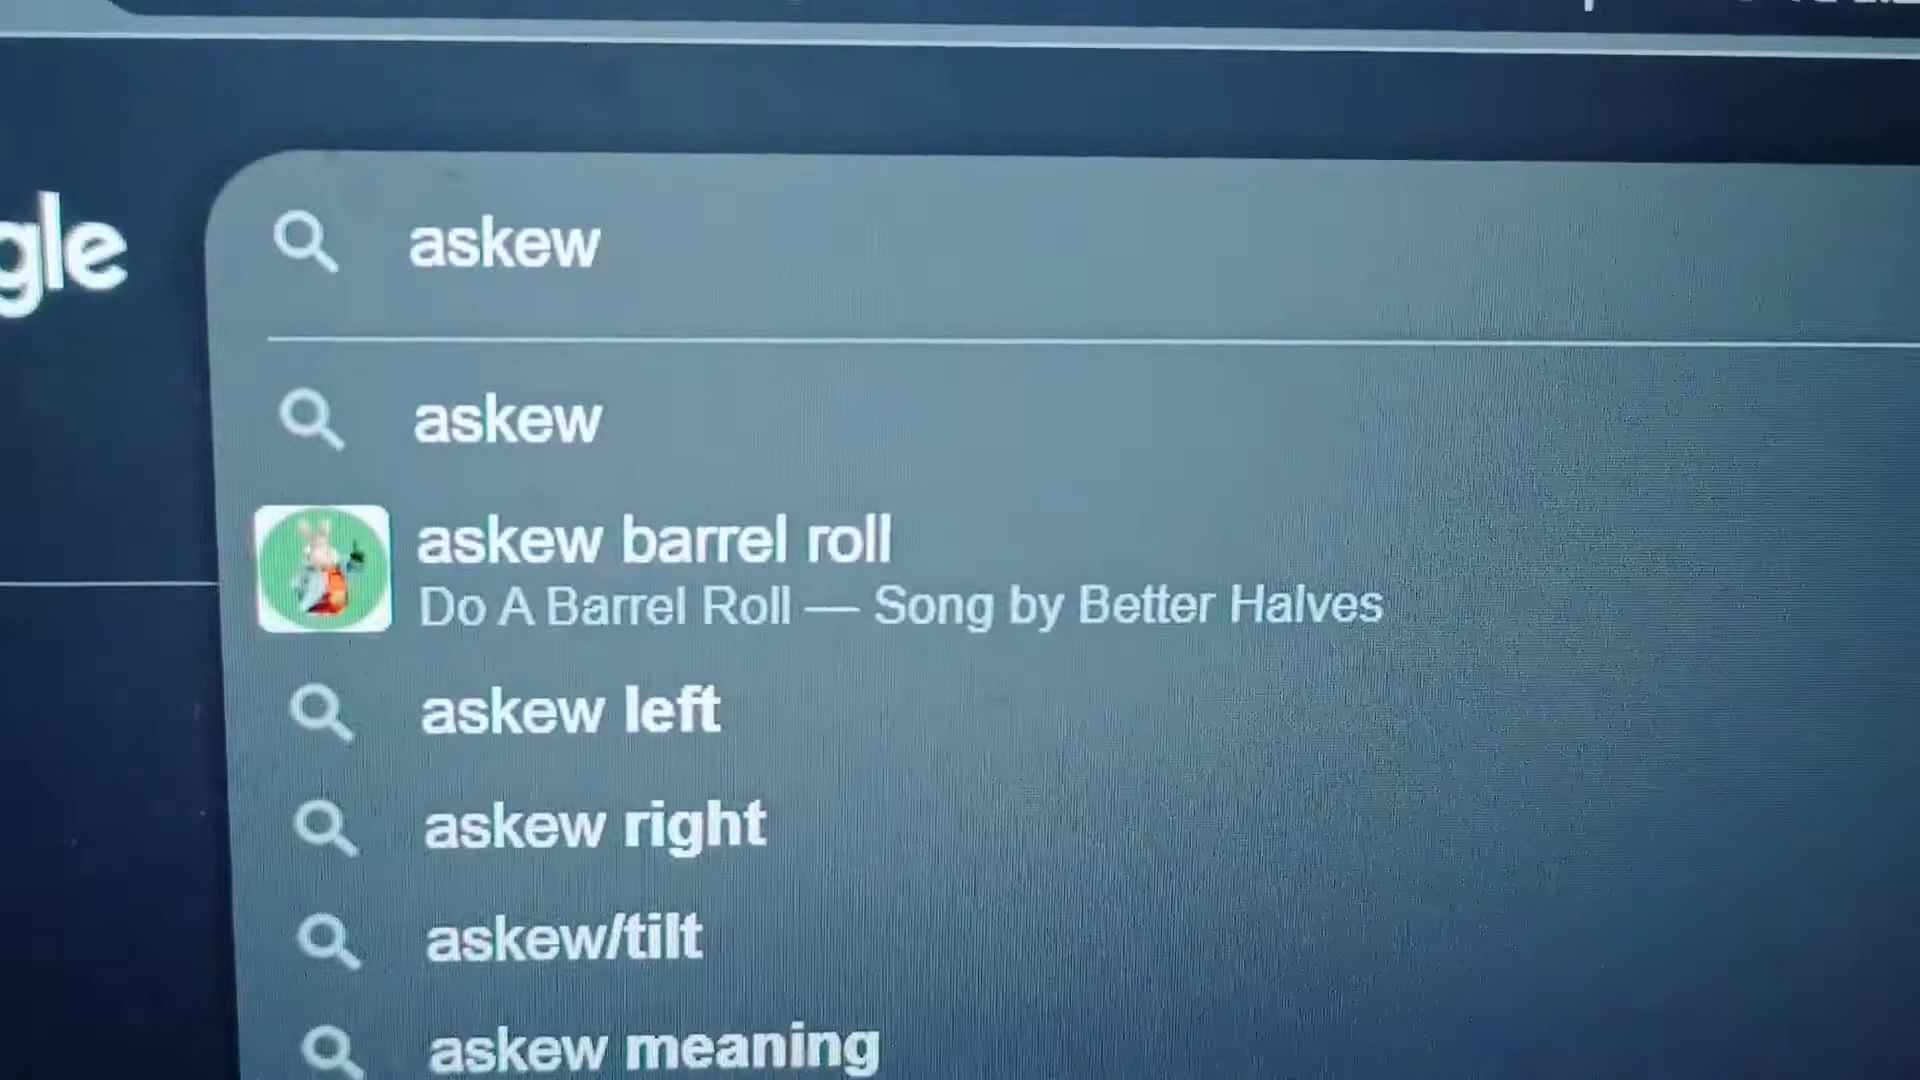 gle
askew
askew
askew barrel roll
Do A Barrel Roll — Song by Better Halves
askew left
askew right
askew/tilt
askew meaning